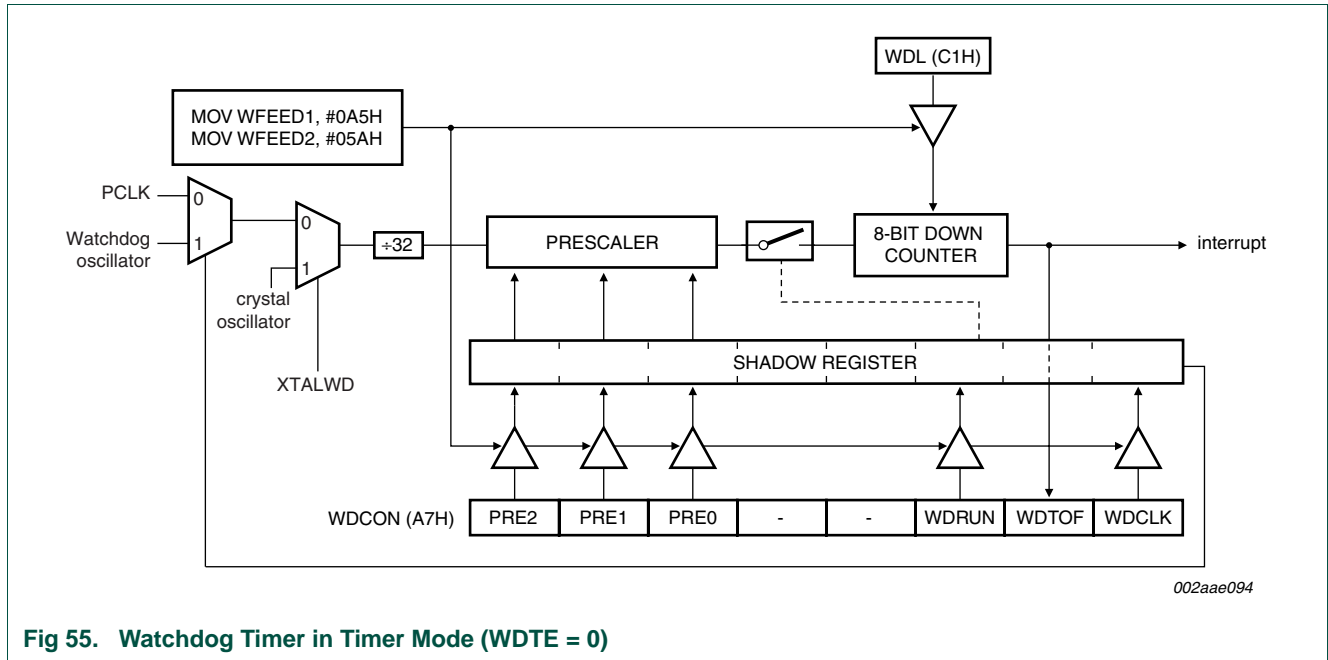 WDL (C1H)
MOV WFEED1, #0A5H
MOV WFEED2, #05AH
PCLK
0
Watchdog
oscillator
1
0
1
crystal
oscillator
XTALWD
÷32
PRESCALER
8-BIT DOWN
COUNTER
interrupt
SHADOW REGISTER
WDCON (A7H)
PRE2
PRE1
PRE0
-
-
WDRUN
WDTOF
WDCLK
002aae094
Fig 55. Watchdog Timer in Timer Mode (WDTE = 0)